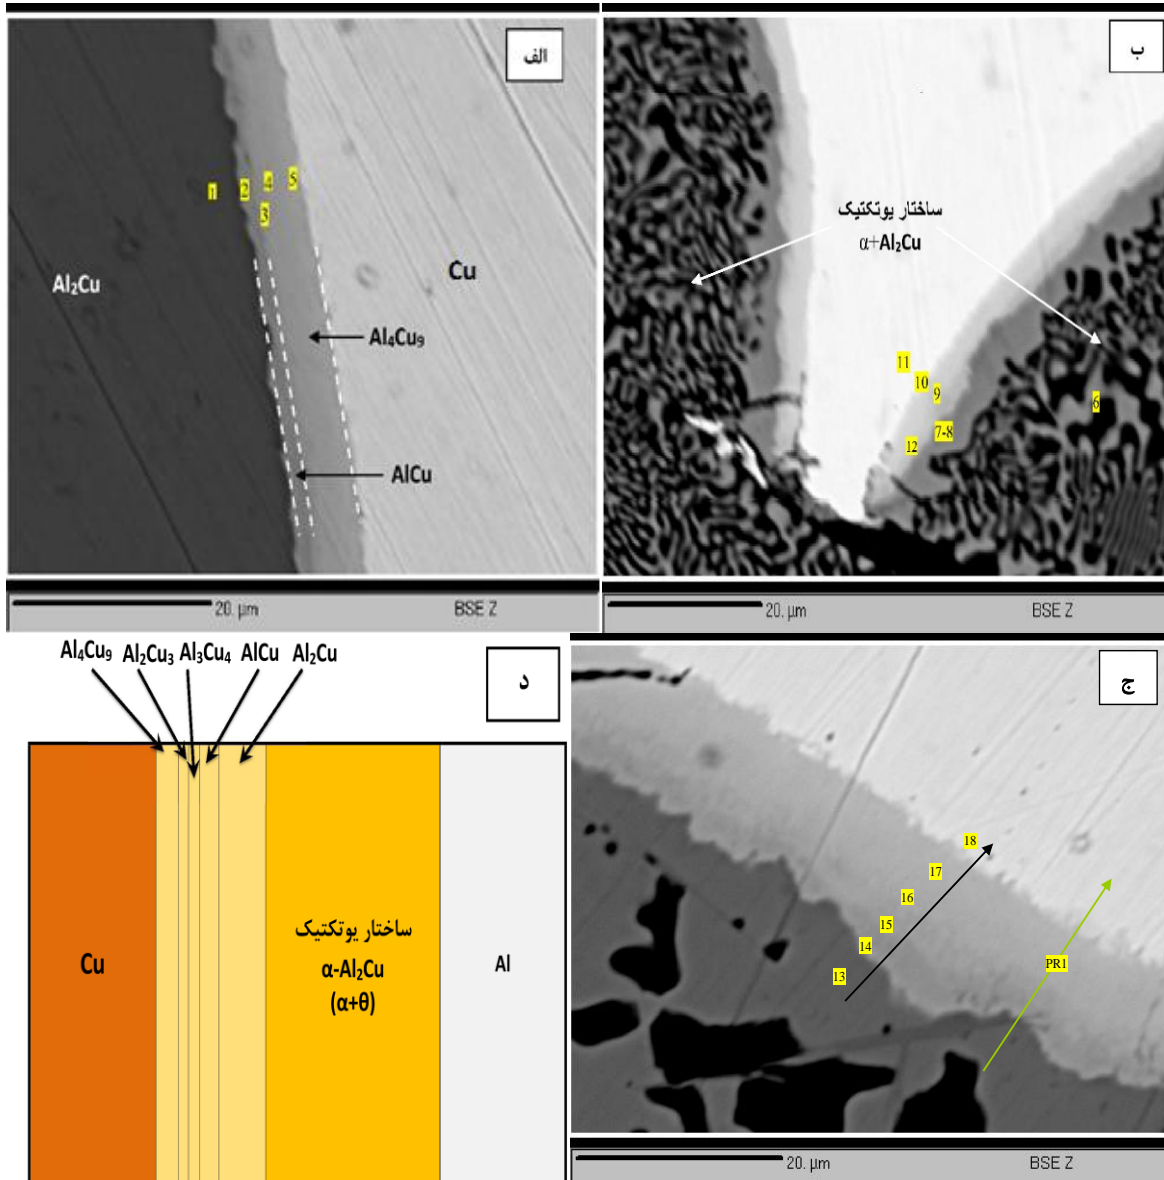 الف
1
2
4
5
3
Al₂Cu
Cu
Al₄Cu₉
AlCu
20. µm
BSE Z
ب
ساختار یوتکتیک
α+Al₂Cu
11
10
9
6
7-8
12
20. µm
BSE Z
ج
18
17
16
15
14
13
PR1
20. µm
BSE Z
د
Al₄Cu₉ Al₂Cu₃ Al₃Cu₄ AlCu Al₂Cu
Cu
ساختار یوتکتیک
α-Al₂Cu
(α+θ)
Al